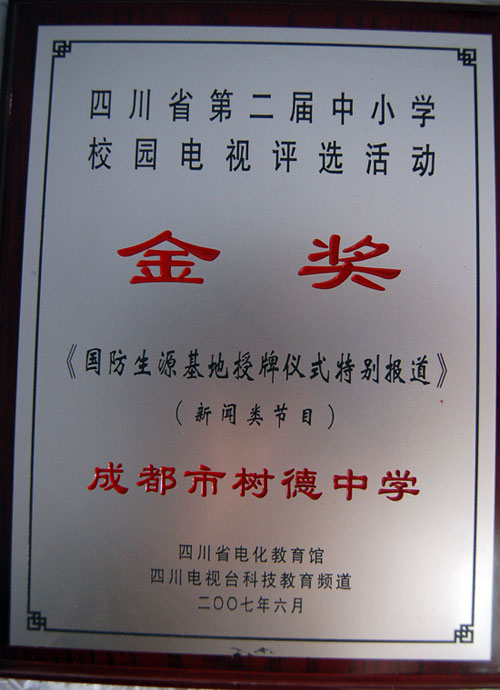 四川省第二届中小学
校园电视评选活动
金奖
《国防生源基地授牌仪式特别报道》
（新闻类节目）
成都市树德中学
四川省电化教育馆
四川电视台科技教育频道
二〇〇七年六月